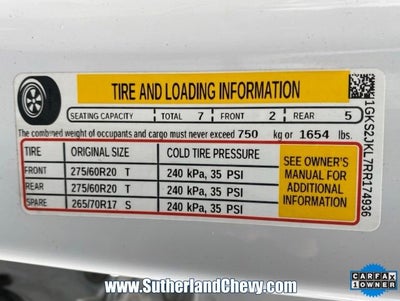 TIRE AND LOADING INFORMATION
SEATING CAPACITY TOTAL 7 FRONT 2 REAR 5
The combined weight of occupants and cargo must never exceed 750 kg or 1654 lbs.
TIRE ORIGINAL SIZE COLD TIRE PRESSURE
FRONT 275/60R20 T 240 kPa, 35 PSI
REAR 275/60R20 T 240 kPa, 35 PSI
SPARE 265/70R17 S 240 kPa, 35 PSI
SEE OWNER'S
MANUAL FOR
ADDITIONAL
INFORMATION
1GKS2JKL7RR174936
www.SutherlandChevy.com
CARFAX
1 OWNER